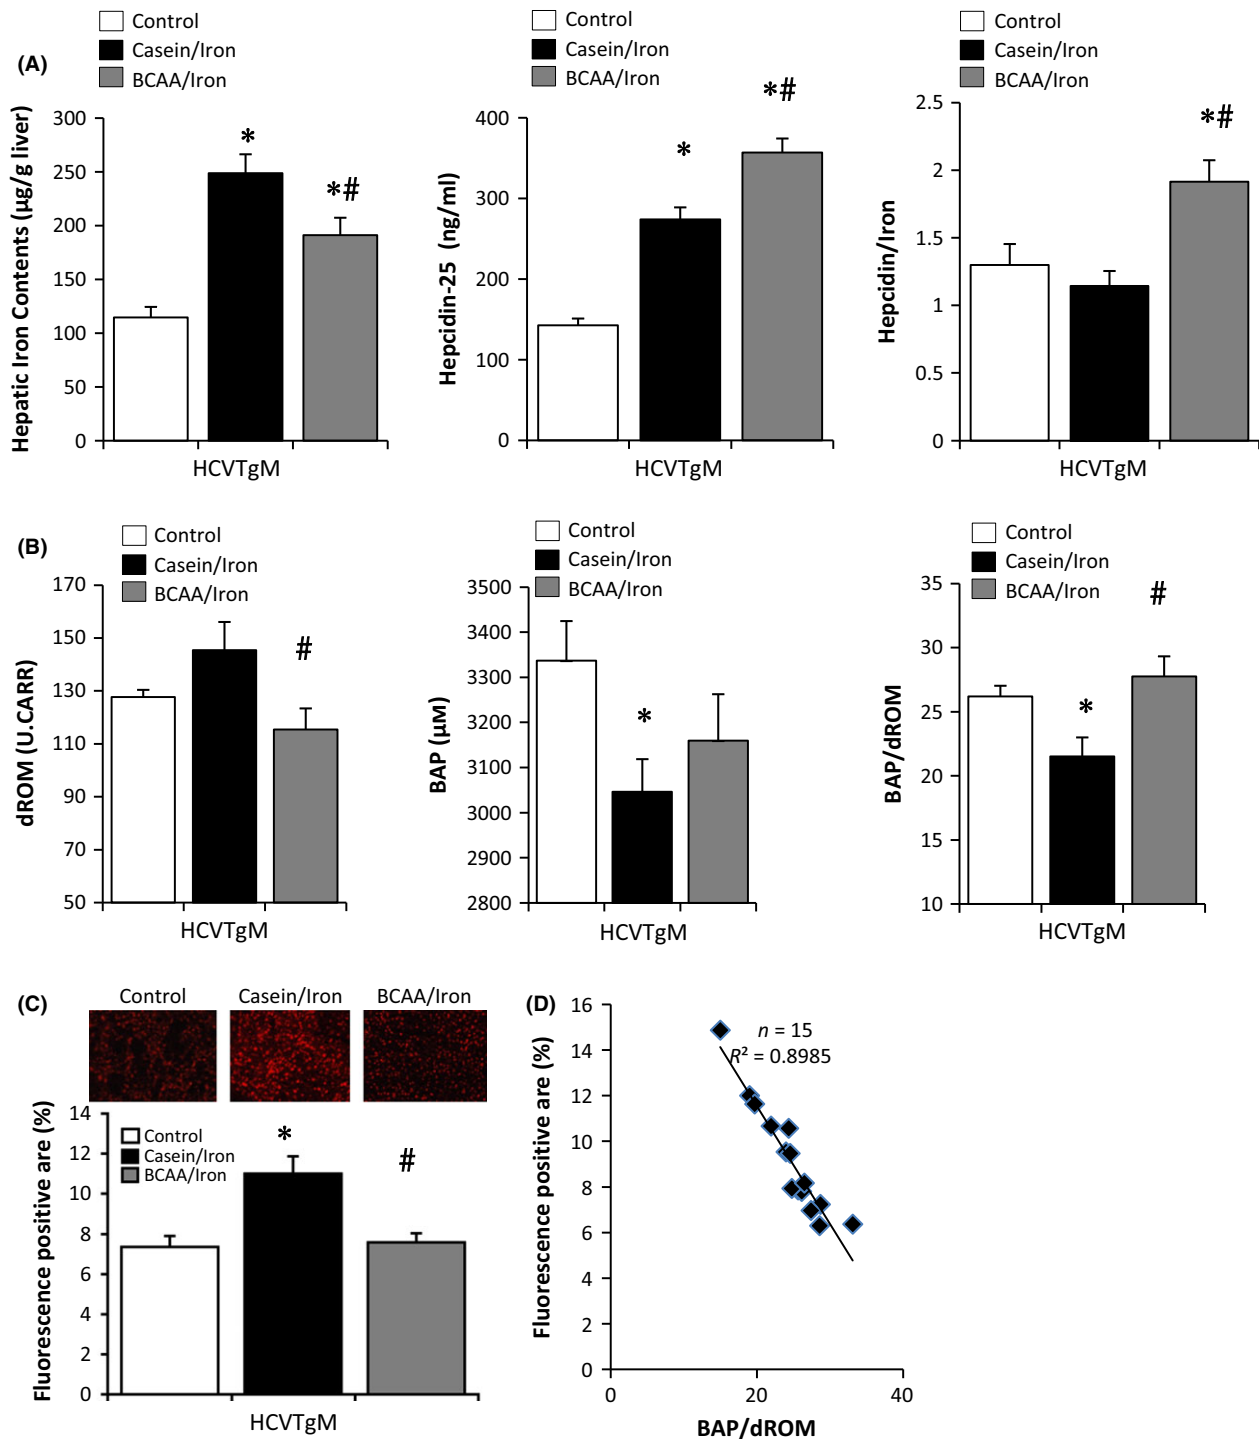 (A)
Control
Casein/Iron
BCAA/Iron
Hepatic Iron Contents (µg/g liver)
300
250
200
150
100
50
0
*
*#
HCVTgM
Control
Casein/Iron
BCAA/Iron
Hepcidin-25 (ng/ml)
400
300
200
100
0
*
*#
HCVTgM
Control
Casein/Iron
BCAA/Iron
Hepcidin/Iron
2.5
2
1.5
1
0.5
0
*#
HCVTgM
(B)
Control
Casein/Iron
BCAA/Iron
dROM (U.CARR)
170
150
130
110
90
70
50
#
HCVTgM
Control
Casein/Iron
BCAA/Iron
BAP (µM)
3500
3400
3300
3200
3100
3000
2900
2800
*
HCVTgM
Control
Casein/Iron
BCAA/Iron
BAP/dROM
35
30
25
20
15
10
*
#
HCVTgM
(C)
Control Casein/Iron BCAA/Iron
Fluorescence positive are (%)
14
12
10
8
6
4
2
0
Control
Casein/Iron
BCAA/Iron
*
#
HCVTgM
(D)
Fluorescence positive are (%)
16
14
12
10
8
6
4
2
0
n = 15
R² = 0.8985
0 20 40
BAP/dROM